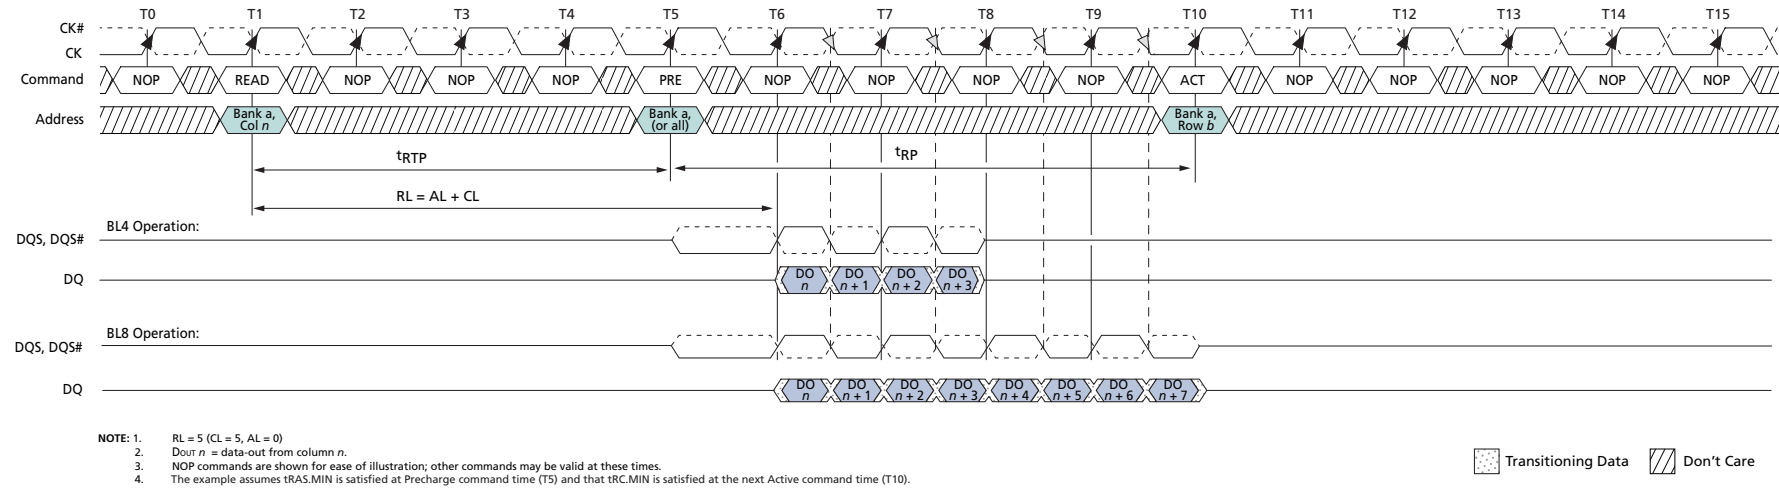 T0 T1 T2 T3 T4 T5 T6 T7 T8 T9 T10 T11 T12 T13 T14 T15
CK#
CK
Command NOP READ NOP NOP NOP PRE NOP NOP NOP NOP ACT NOP NOP NOP NOP NOP
Address Bank a, Col n Bank a, (or all) Bank a, Row b
tRTP tRP
RL = AL + CL
BL4 Operation:
DQS, DQS#
DQ DO n DO n + 1 DO n + 2 DO n + 3
BL8 Operation:
DQS, DQS#
DQ DO n DO n + 1 DO n + 2 DO n + 3 DO n + 4 DO n + 5 DO n + 6 DO n + 7
NOTE: 1. RL = 5 (CL = 5, AL = 0)
2. DOUT n = data-out from column n.
3. NOP commands are shown for ease of illustration; other commands may be valid at these times.
4. The example assumes tRAS.MIN is satisfied at Precharge command time (T5) and that tRC.MIN is satisfied at the next Active command time (T10).
Transitioning Data Don't Care